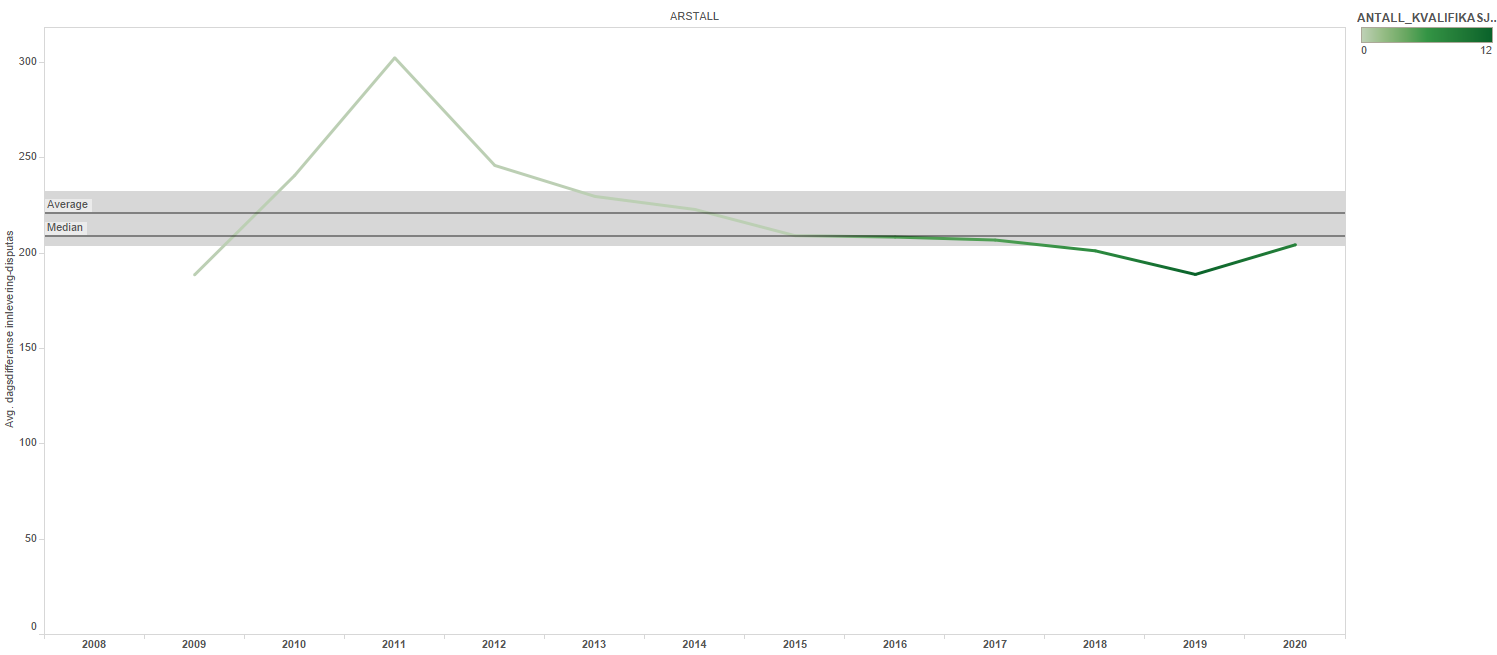 ARSTALL
ANTALL_KVALIFIKASJ..
0 12
300
250
Average
Median
200
150
100
50
0
Avg. dagsdifferanse innlevering-disputas
2008 2009 2010 2011 2012 2013 2014 2015 2016 2017 2018 2019 2020